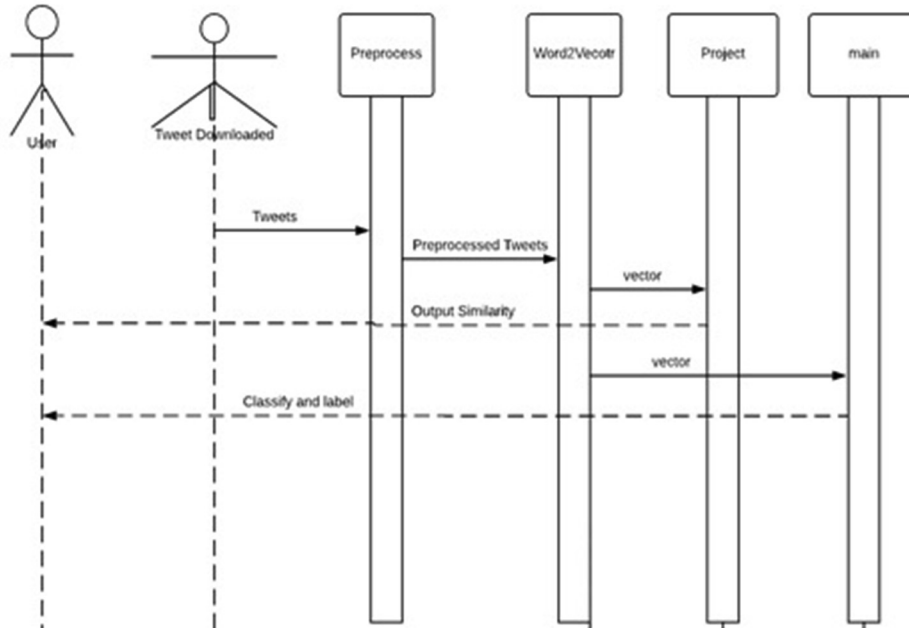 Preprocess
Word2Vecotr
Project
main
User
Tweet Downloaded
Tweets
Preprocessed Tweets
vector
Output Similarity
vector
Classify and label